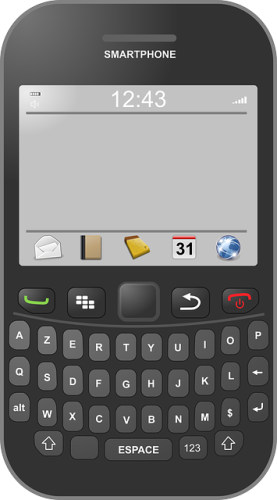 SMARTPHONE
12:43
31
A Z E R T Y U I O P
Q S D F G H J K L
alt W X C V B N M $
ESPACE 123